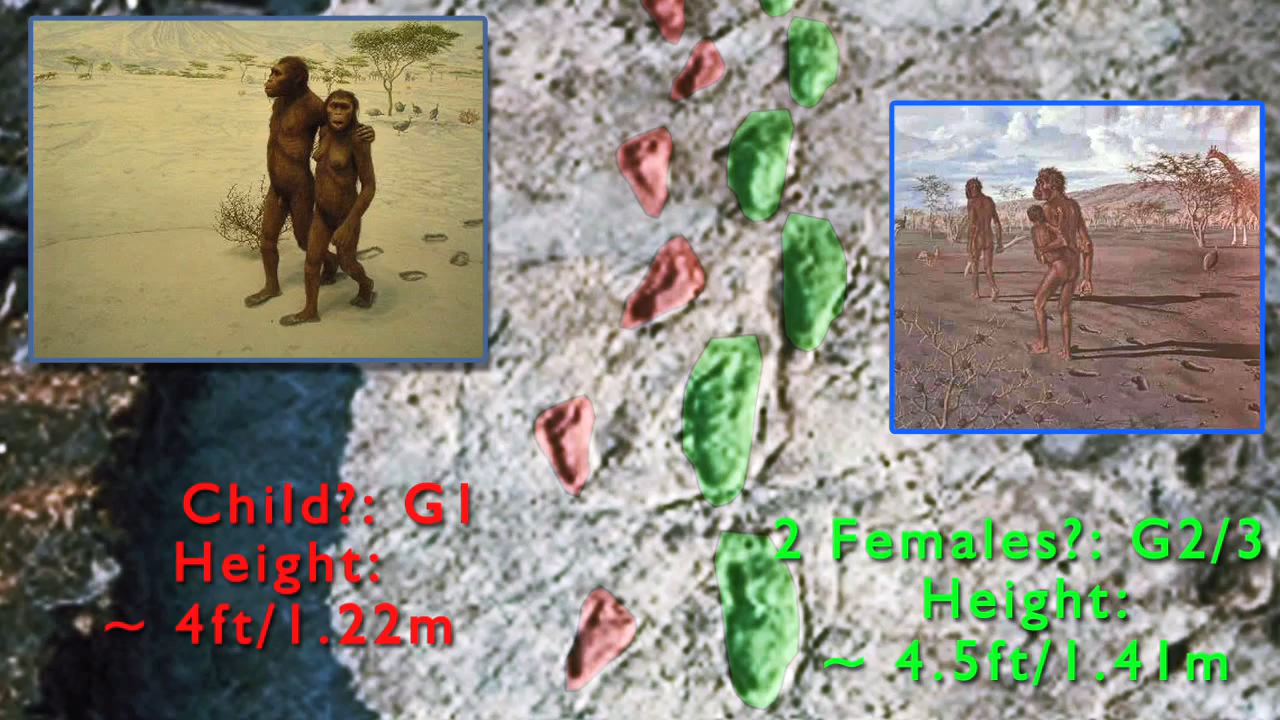 Child?: G1
Height:
~ 4ft/1.22m
2 Females?: G2/3
Height:
~ 4.5ft/1.41m